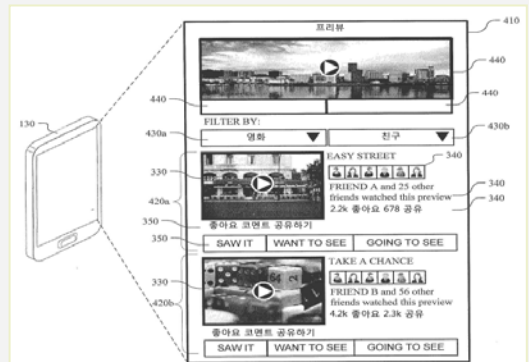 프리뷰
410
440
440
440
130
FILTER BY:
430a
영화
친구
430b
EASY STREET
330
340
420a
FRIEND A and 25 other
friends watched this preview
340
2.2k 좋아요 678 공유
340
350
좋아요 코멘트 공유하기
350
SAW IT
WANT TO SEE
GOING TO SEE
TAKE A CHANCE
330
FRIEND B and 56 other
friends watched this preview
420b
4.2k 좋아요 2.3k 공유
좋아요 코멘트 공유하기
SAW IT
WANT TO SEE
GOING TO SEE